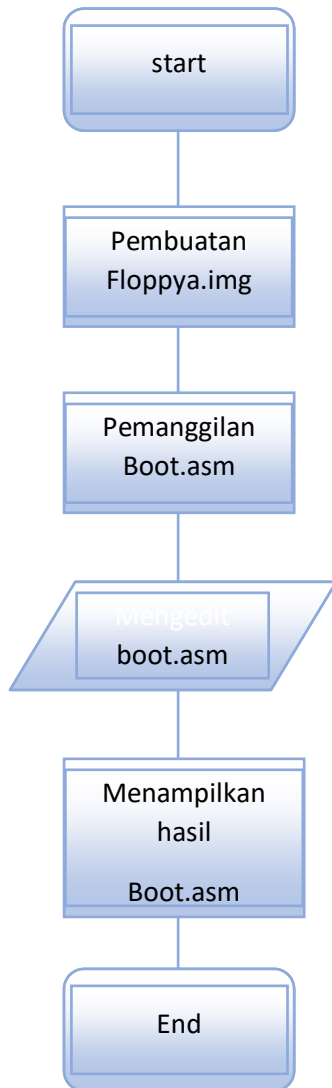 start
Pembuatan
Floppya.img
Pemanggilan
Boot.asm
Mengedit
boot.asm
Menampilkan
hasil
Boot.asm
End